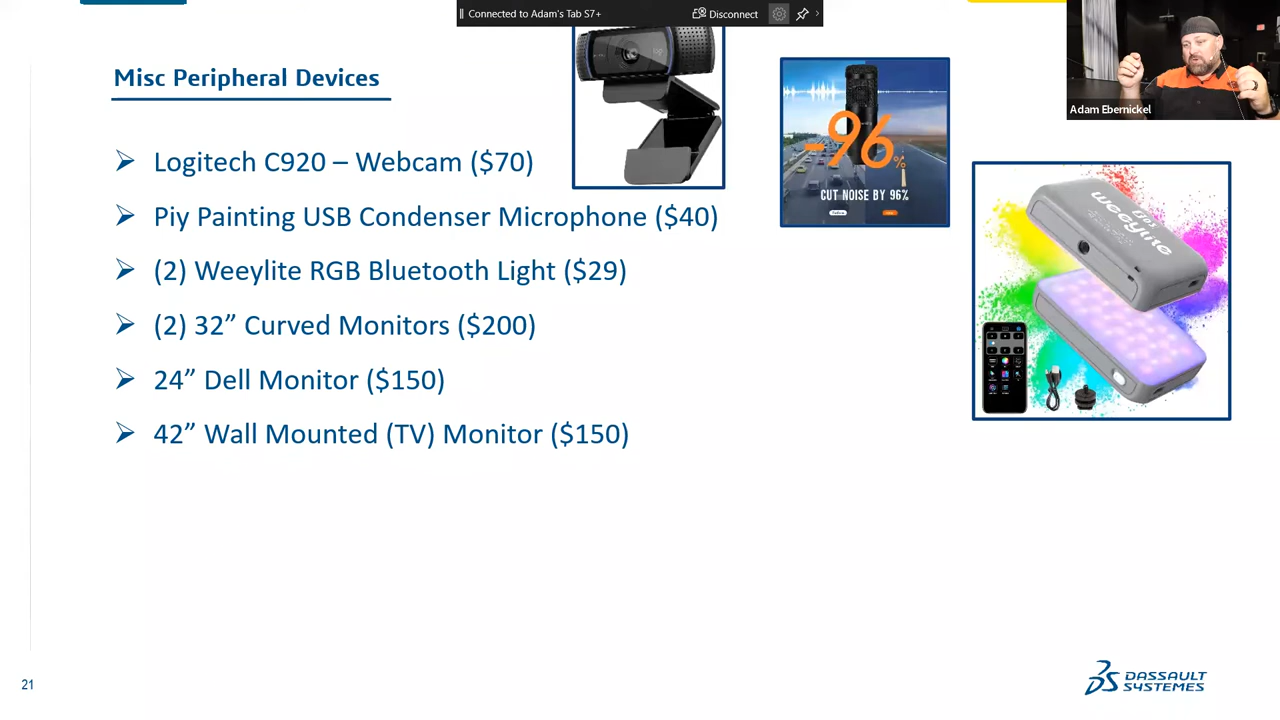 Connected to Adam's Tab S7+
Disconnect
Misc Peripheral Devices
Adam Ebernickel
Logitech C920 – Webcam ($70)
Piy Painting USB Condenser Microphone ($40)
(2) Weeylite RGB Bluetooth Light ($29)
(2) 32” Curved Monitors ($200)
24” Dell Monitor ($150)
42” Wall Mounted (TV) Monitor ($150)
-96%
CUT NOISE BY 96%
weeylite
21
DASSAULT
SYSTEMES